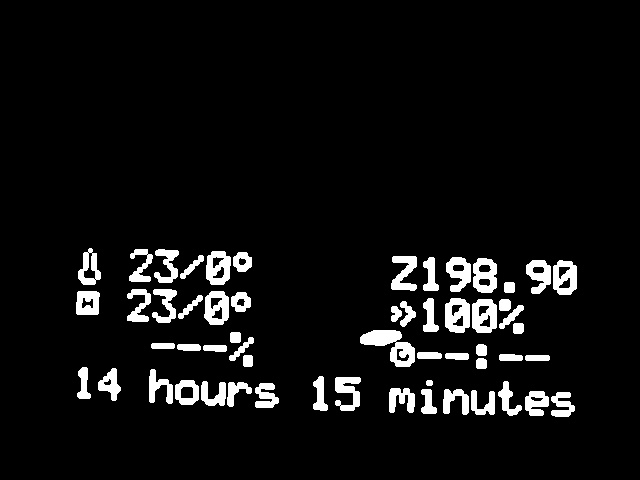 23/0° Z198.90
23/0° »100%
---% --:--
14 hours 15 minutes